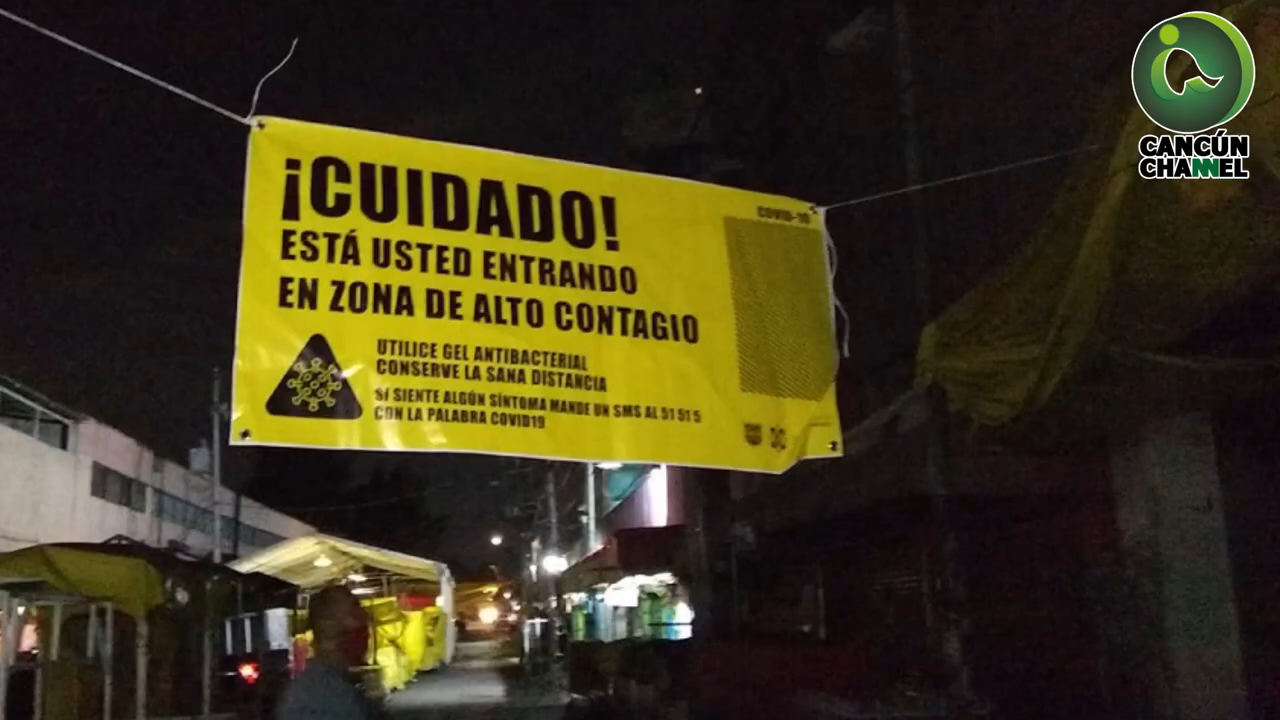 ¡CUIDADO!
ESTÁ USTED ENTRANDO
EN ZONA DE ALTO CONTAGIO
UTILICE GEL ANTIBACTERIAL
CONSERVE LA SANA DISTANCIA
SI SIENTE ALGÚN SÍNTOMA MANDE UN SMS AL 51 51 5
CON LA PALABRA COVID19
COVID-19
CANCÚN
CHANNEL